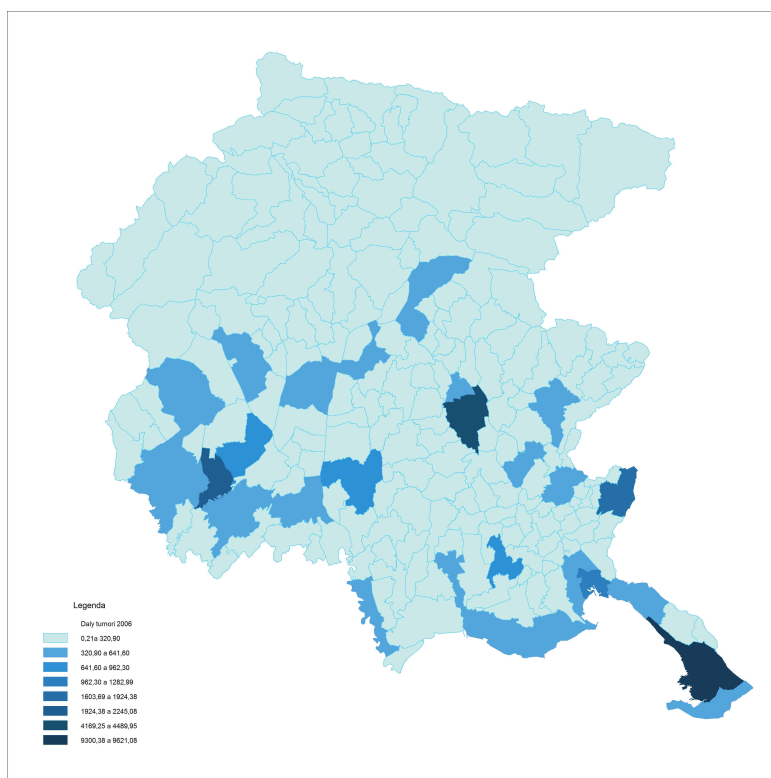 Legenda
Daly tumori 2006
0,21a 320,90
320,90 a 641,60
641,60 a 962,30
962,30 a 1282,99
1603,69 a 1924,38
1924,38 a 2245,08
4169,25 a 4489,95
9300,38 a 9621,08